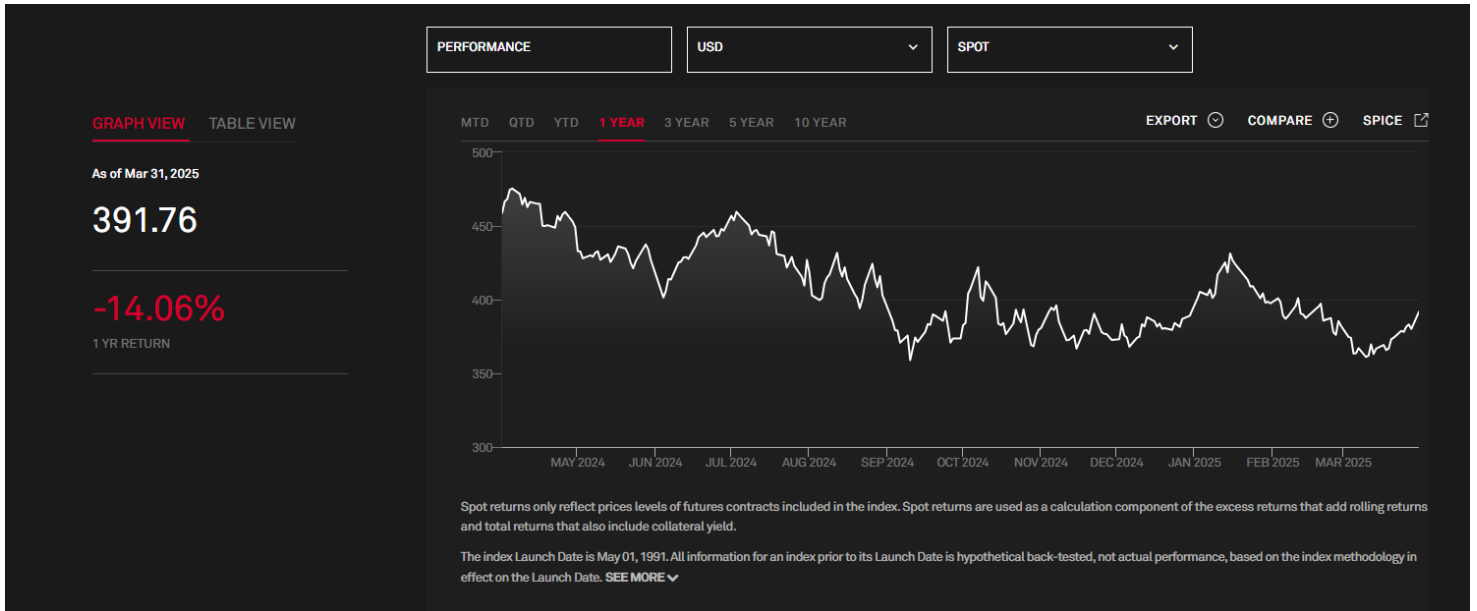 PERFORMANCE
USD
SPOT
GRAPH VIEW
TABLE VIEW
As of Mar 31, 2025
391.76
-14.06%
1 YR RETURN
MTD
QTD
YTD
1 YEAR
3 YEAR
5 YEAR
10 YEAR
EXPORT
COMPARE
SPICE
500
450
400
350
300
MAY 2024
JUN 2024
JUL 2024
AUG 2024
SEP 2024
OCT 2024
NOV 2024
DEC 2024
JAN 2025
FEB 2025
MAR 2025
Spot returns only reflect prices levels of futures contracts included in the index. Spot returns are used as a calculation component of the excess returns that add rolling returns
and total returns that also include collateral yield.
The index Launch Date is May 01, 1991. All information for an index prior to its Launch Date is hypothetical back-tested, not actual performance, based on the index methodology in
effect on the Launch Date. SEE MORE